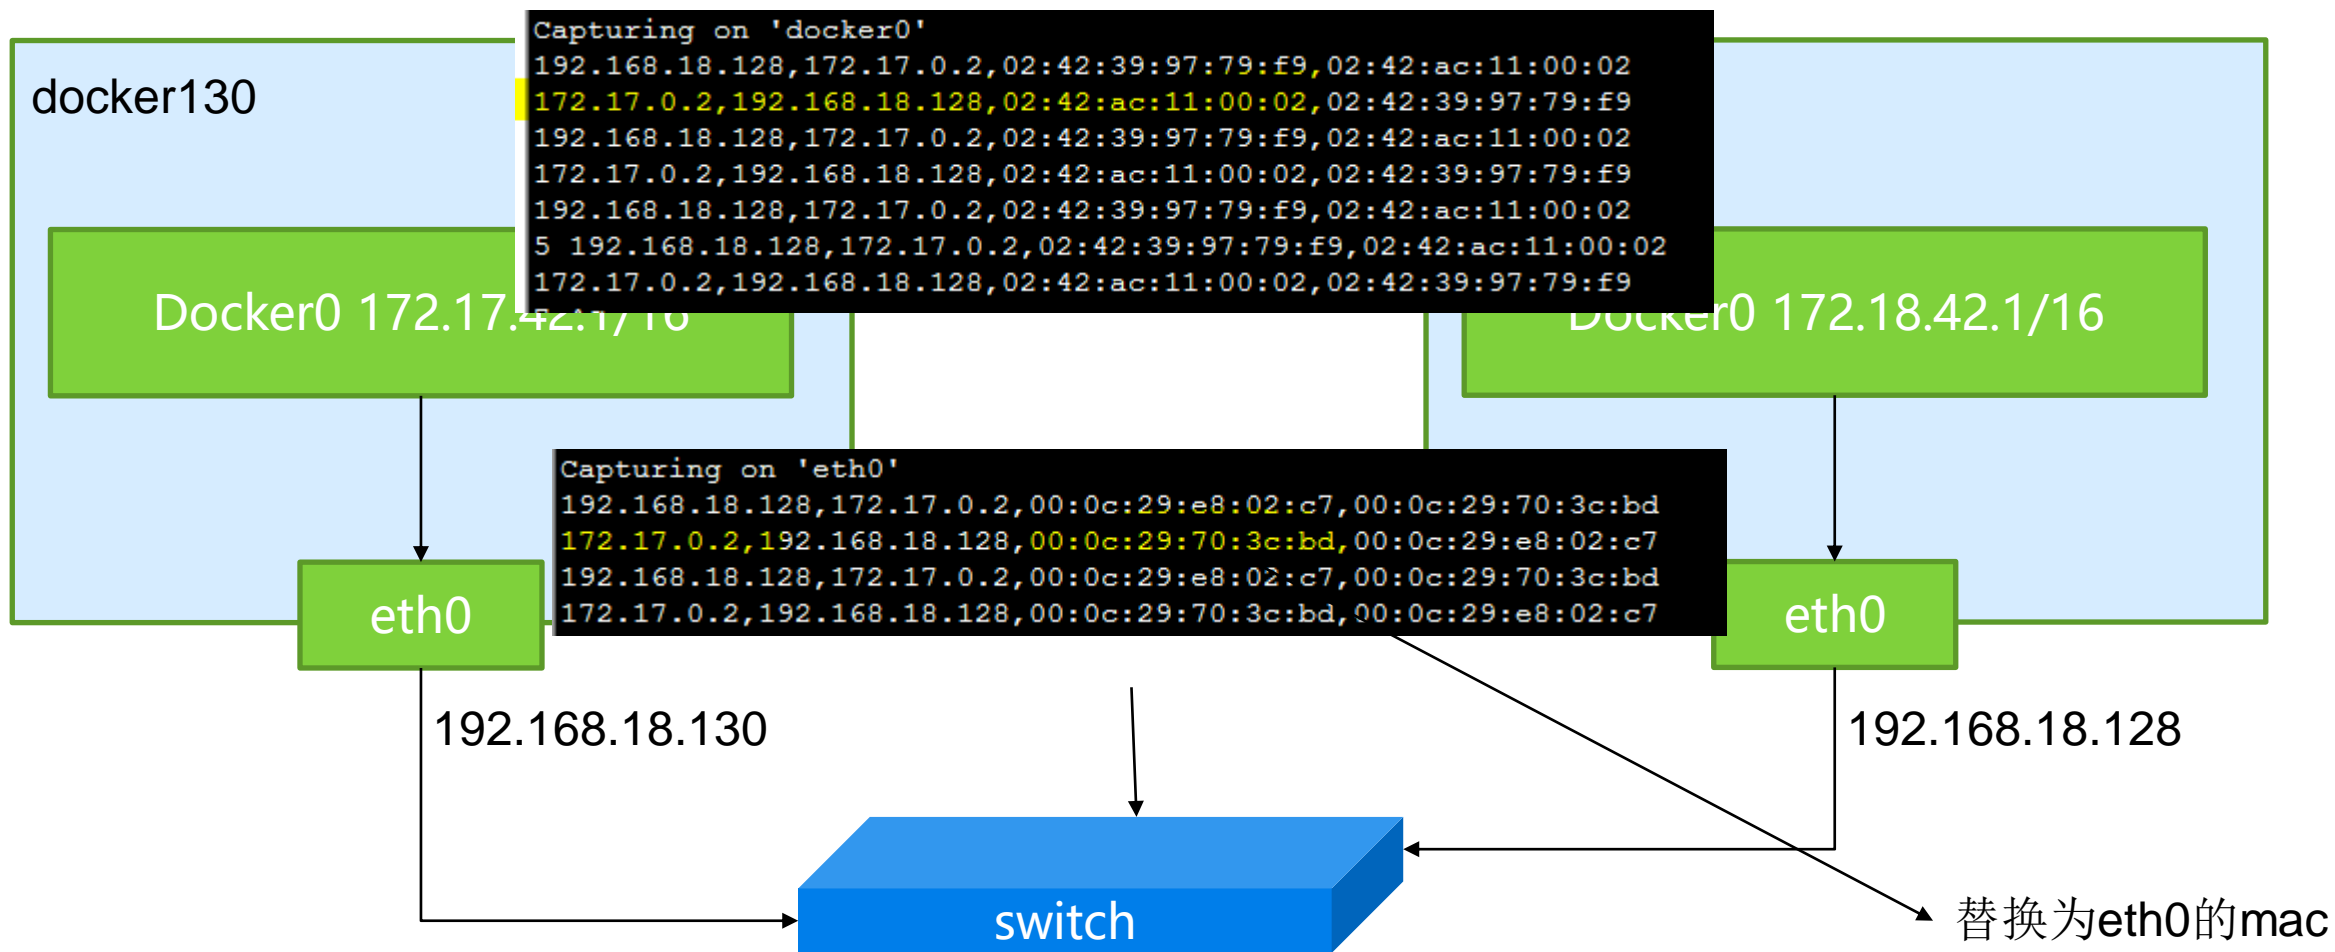 Capturing on 'docker0'
192.168.18.128,172.17.0.2,02:42:39:97:79:f9,02:42:ac:11:00:02
172.17.0.2,192.168.18.128,02:42:ac:11:00:02,02:42:39:97:79:f9
192.168.18.128,172.17.0.2,02:42:39:97:79:f9,02:42:ac:11:00:02
172.17.0.2,192.168.18.128,02:42:ac:11:00:02,02:42:39:97:79:f9
192.168.18.128,172.17.0.2,02:42:39:97:79:f9,02:42:ac:11:00:02
5 192.168.18.128,172.17.0.2,02:42:39:97:79:f9,02:42:ac:11:00:02
172.17.0.2,192.168.18.128,02:42:ac:11:00:02,02:42:39:97:79:f9
docker130
Docker0 172.17.42.1/16
Docker0 172.18.42.1/16
Capturing on 'eth0'
192.168.18.128,172.17.0.2,00:0c:29:e8:02:c7,00:0c:29:70:3c:bd
172.17.0.2,192.168.18.128,00:0c:29:70:3c:bd,00:0c:29:e8:02:c7
192.168.18.128,172.17.0.2,00:0c:29:e8:02:c7,00:0c:29:70:3c:bd
172.17.0.2,192.168.18.128,00:0c:29:70:3c:bd,00:0c:29:e8:02:c7
eth0
eth0
192.168.18.130
192.168.18.128
switch
替换为eth0的mac